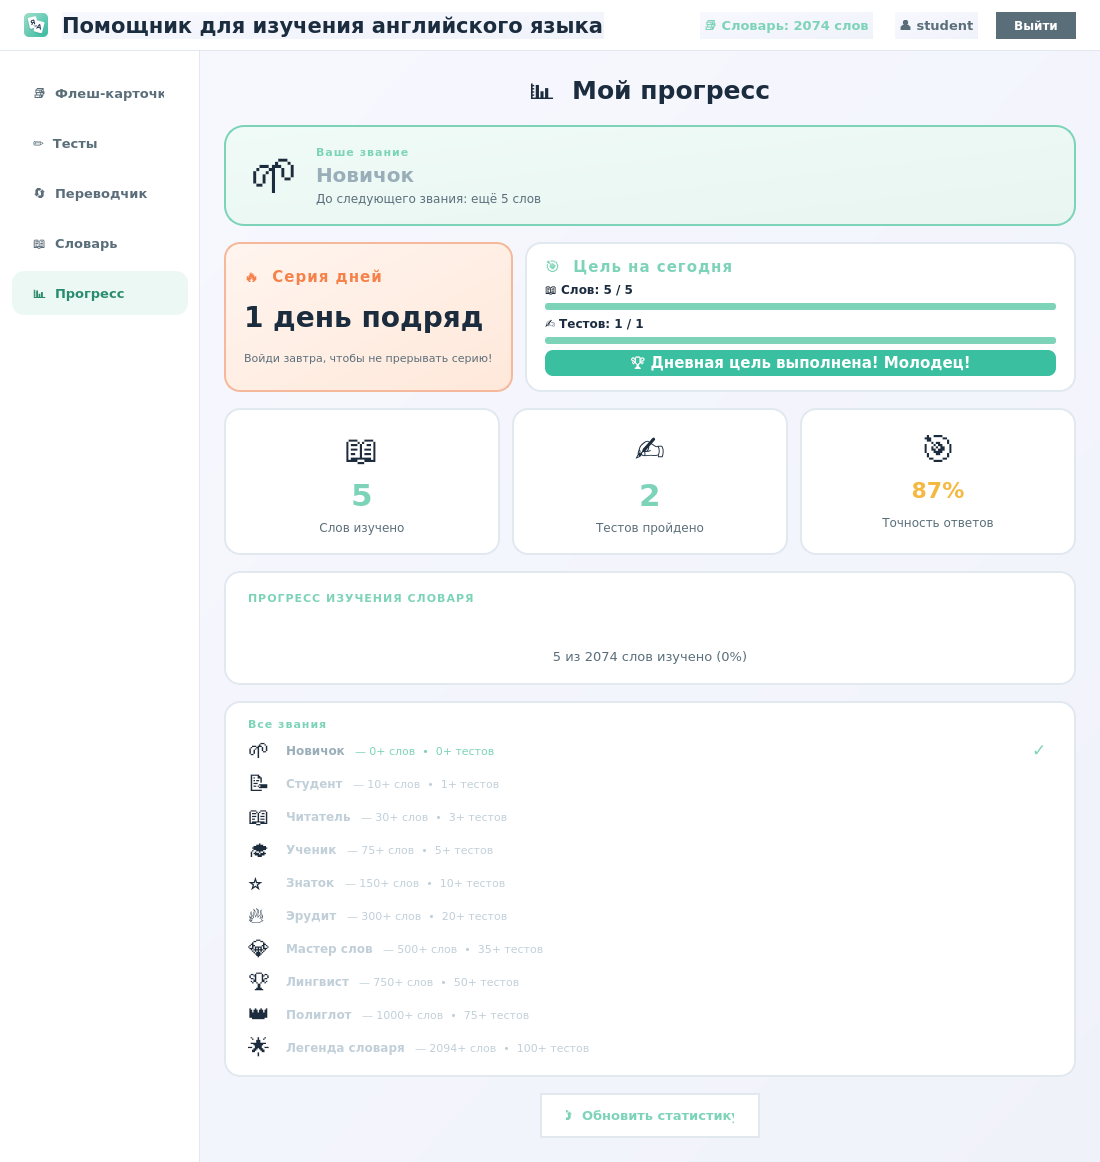 Помощник для изучения английского языка
Словарь: 2074 слов
student
Выйти
Флеш-карточк
Тесты
Переводчик
Словарь
Прогресс
Мой прогресс
Ваше звание
Новичок
До следующего звания: ещё 5 слов
Серия дней
1 день подряд
Войди завтра, чтобы не прерывать серию!
Цель на сегодня
Слов: 5 / 5
Тестов: 1 / 1
Дневная цель выполнена! Молодец!
5
Слов изучено
2
Тестов пройдено
87%
Точность ответов
ПРОГРЕСС ИЗУЧЕНИЯ СЛОВАРЯ
5 из 2074 слов изучено (0%)
Все звания
Новичок — 0+ слов • 0+ тестов ✓
Студент — 10+ слов • 1+ тестов
Читатель — 30+ слов • 3+ тестов
Ученик — 75+ слов • 5+ тестов
Знаток — 150+ слов • 10+ тестов
Эрудит — 300+ слов • 20+ тестов
Мастер слов — 500+ слов • 35+ тестов
Лингвист — 750+ слов • 50+ тестов
Полиглот — 1000+ слов • 75+ тестов
Легенда словаря — 2094+ слов • 100+ тестов
Обновить статистику